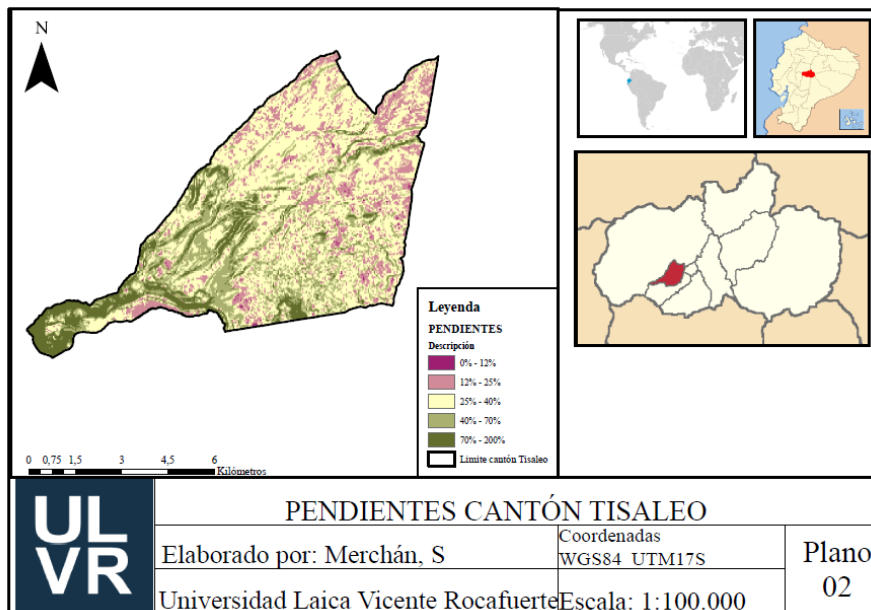 N
Leyenda
PENDIENTES
Descripción
0% - 12%
12% - 25%
25% - 40%
40% - 70%
70% - 200%
Limite cantón Tisaleo
0 0,75 1,5 3 4,5 6
Kilómetros
UL
VR
PENDIENTES CANTÓN TISALEO
Elaborado por: Merchán, S
Coordenadas
WGS84 UTM17S
Universidad Laica Vicente Rocafuerte
Escala: 1:100.000
Plano
02